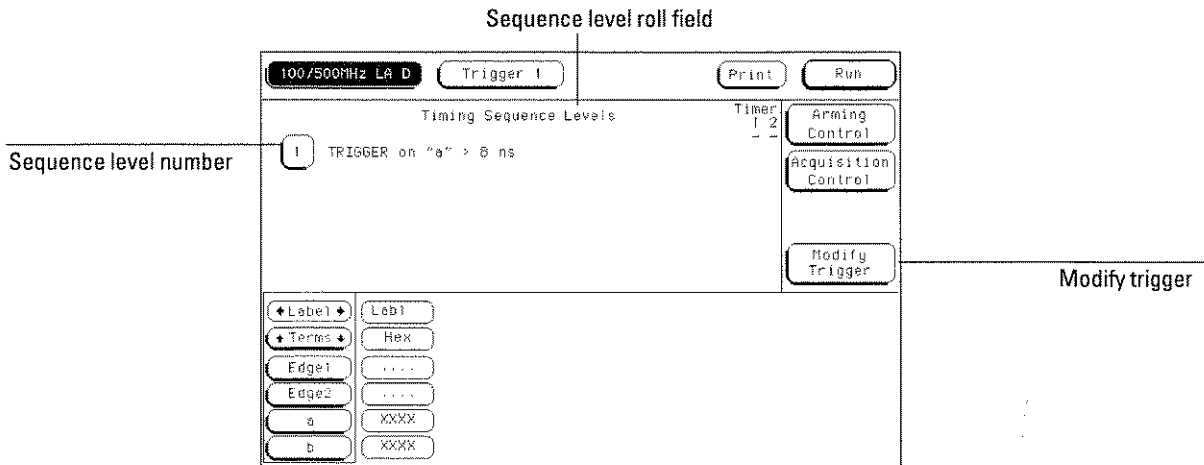 Sequence level roll field
100/500MHz LA D
Trigger 1
Print
Run
Timing Sequence Levels
Timer
1 2
- -
Arming
Control
Sequence level number
1
TRIGGER on "a" > 8 ns
Acquisition
Control
Modify
Trigger
Modify trigger
Label
Lab1
Terms
Hex
Edge1
....
Edge2
....
a
XXXX
b
XXXX